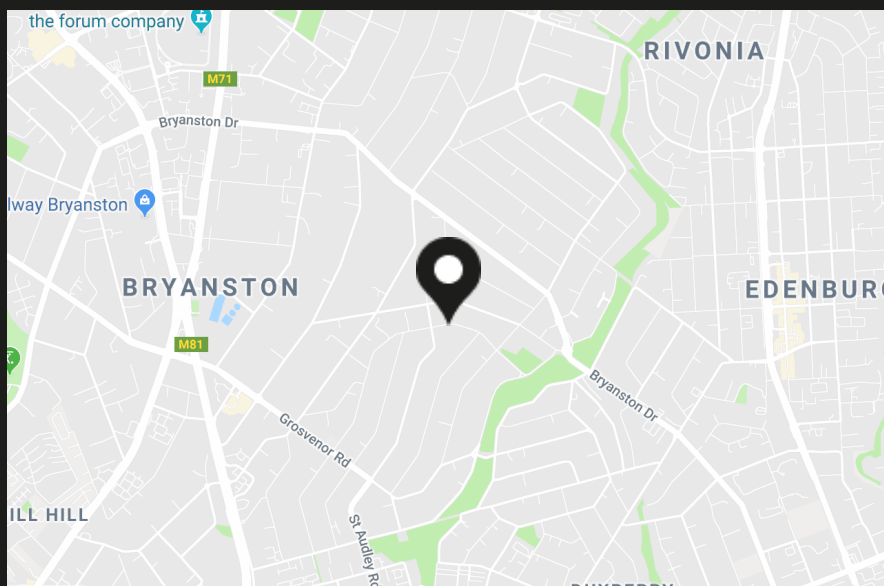 the forum company
RIVONIA
M71
Bryanston Dr
lway Bryanston
BRYANSTON
EDENBURG
M81
Bryanston Dr
Grosvenor Rd
ILL HILL
St Audley Ro